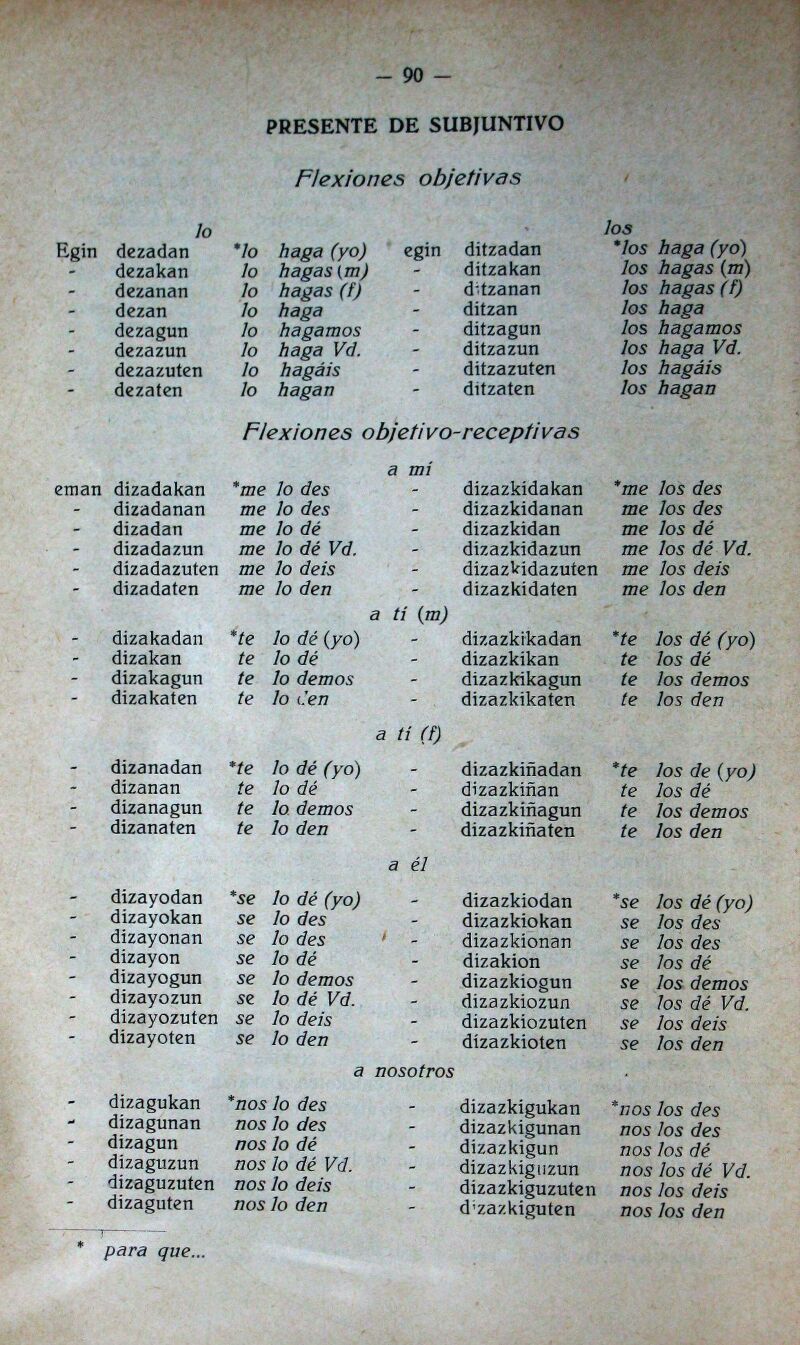 — 90 —
PRESENTE DE SUBJUNTIVO
Flexiones objetivas
lo los
Egin dezadan *lo haga (yo) egin ditzadan *los haga (yo)
- dezakan lo hagas (m) - ditzakan los hagas (m)
- dezanan lo hagas (f) - ditzanan los hagas (f)
- dezan lo haga - ditzan los haga
- dezagun lo hagamos - ditzagun los hagamos
- dezazun lo haga Vd. - ditzazun los haga Vd.
- dezazuten lo hagáis - ditzazuten los hagáis
- dezaten lo hagan - ditzaten los hagan
Flexiones objetivo-receptivas
a mí
eman dizadakan *me lo des - dizazkidakan *me los des
- dizadanan me lo des - dizazkidanan me los des
- dizadan me lo dé - dizazkidan me los dé
- dizadazun me lo dé Vd. - dizazkidazun me los dé Vd.
- dizadazuten me lo deis - dizazkidazuten me los deis
- dizadaten me lo den - dizazkidaten me los den
a tí (m)
- dizakadan *te lo dé (yo) - dizazkikadan *te los dé (yo)
- dizakan te lo dé - dizazkikan te los dé
- dizakagun te lo demos - dizazkikagun te los demos
- dizakaten te lo den - dizazkikaten te los den
a tí (f)
- dizanadan *te lo dé (yo) - dizazkiñadan *te los de (yo)
- dizanan te lo dé - dizazkiñan te los dé
- dizanagun te lo demos - dizazkiñagun te los demos
- dizanaten te lo den - dizazkiñaten te los den
a él
- dizayodan *se lo dé (yo) - dizazkiodan *se los dé (yo)
- dizayokan se lo des - dizazkiokan se los des
- dizayonan se lo des - dizazkionan se los des
- dizayon se lo dé - dizakion se los dé
- dizayogun se lo demos - dizazkiogun se los demos
- dizayozun se lo dé Vd. - dizazkiozun se los dé Vd.
- dizayozuten se lo deis - dizazkiozuten se los deis
- dizayoten se lo den - dizazkioten se los den
a nosotros
- dizagukan *nos lo des - dizazkigukan *nos los des
- dizagunan nos lo des - dizazkigunan nos los des
- dizagun nos lo dé - dizazkigun nos los dé
- dizaguzun nos lo dé Vd. - dizazkiguzun nos los dé Vd.
- dizaguzuten nos lo deis - dizazkiguzuten nos los deis
- dizaguten nos lo den - dizazkiguten nos los den
* para que...